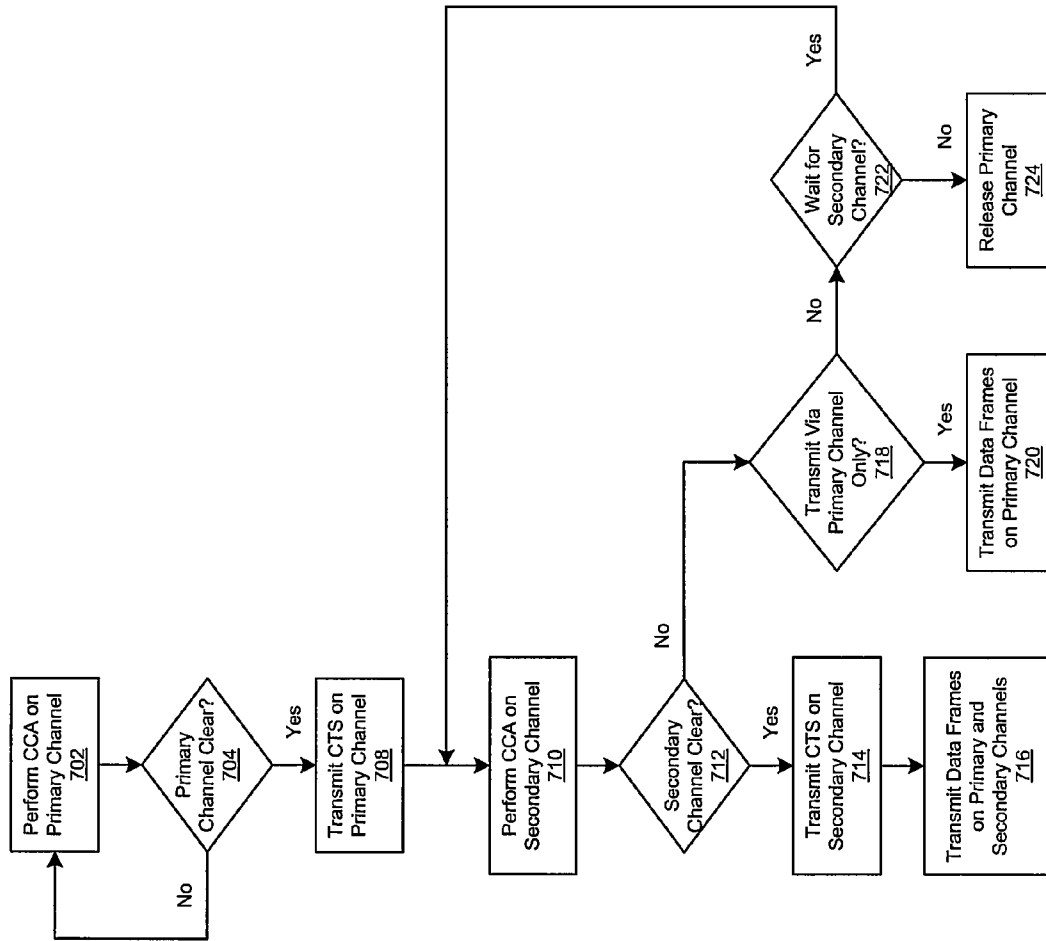 Perform CCA on
Primary Channel
702
Primary
Channel Clear?
704
No
Yes
Transmit CTS on
Primary Channel
708
Perform CCA on
Secondary Channel
710
Secondary
Channel Clear?
712
No
Yes
Transmit CTS on
Secondary Channel
714
Transmit Data Frames
on Primary and
Secondary Channels
716
Transmit Via
Primary Channel
Only?
718
No
Yes
Transmit Data Frames
on Primary Channel
720
Wait for
Secondary
Channel?
722
Yes
No
Release Primary
Channel
724